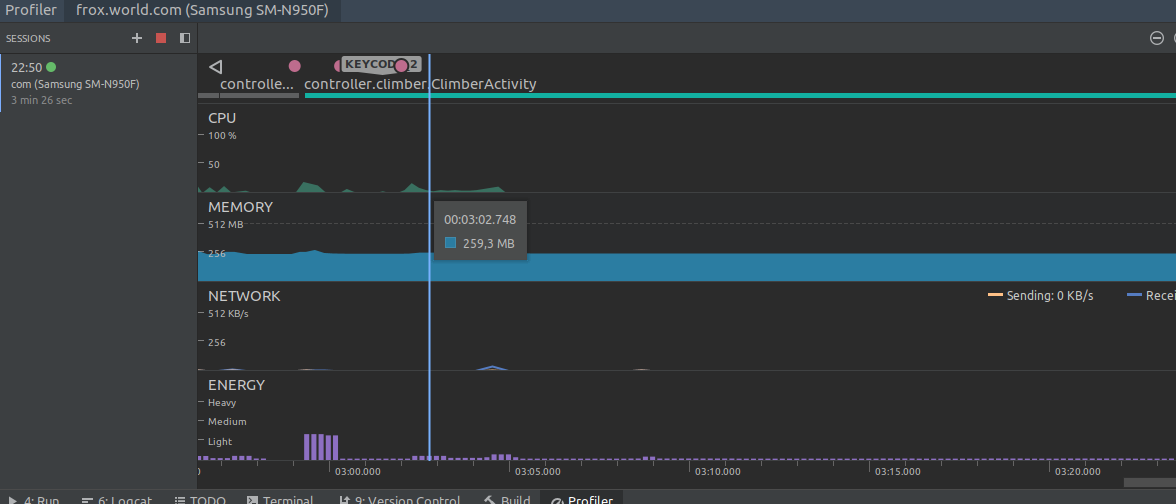 Profiler frox.world.com (Samsung SM-N950F)
SESSIONS
22:50
com (Samsung SM-N950F)
3 min 26 sec
KEYCOD 2
controlle... controller.climber.ClimberActivity
CPU
100 %
50
MEMORY
512 MB
256
00:03:02.748
259,3 MB
NETWORK
Sending: 0 KB/s Recei
512 KB/s
256
ENERGY
Heavy
Medium
Light
0 03:00.000 03:05.000 03:10.000 03:15.000 03:20.000
4: Run 6: Logcat TODO Terminal 9: Version Control Build Profiler